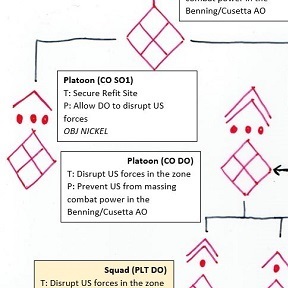 combat power in the
Benning/Cusetta AO
Platoon (CO SO1)
T: Secure Refit Site
P: Allow DO to disrupt US
forces
OBJ NICKEL
Platoon (CO DO)
T: Disrupt US forces in the zone
P: Prevent US from massing
combat power in the
Benning/Cusetta AO
Squad (PLT DO)
T: Disrupt US forces in the zone